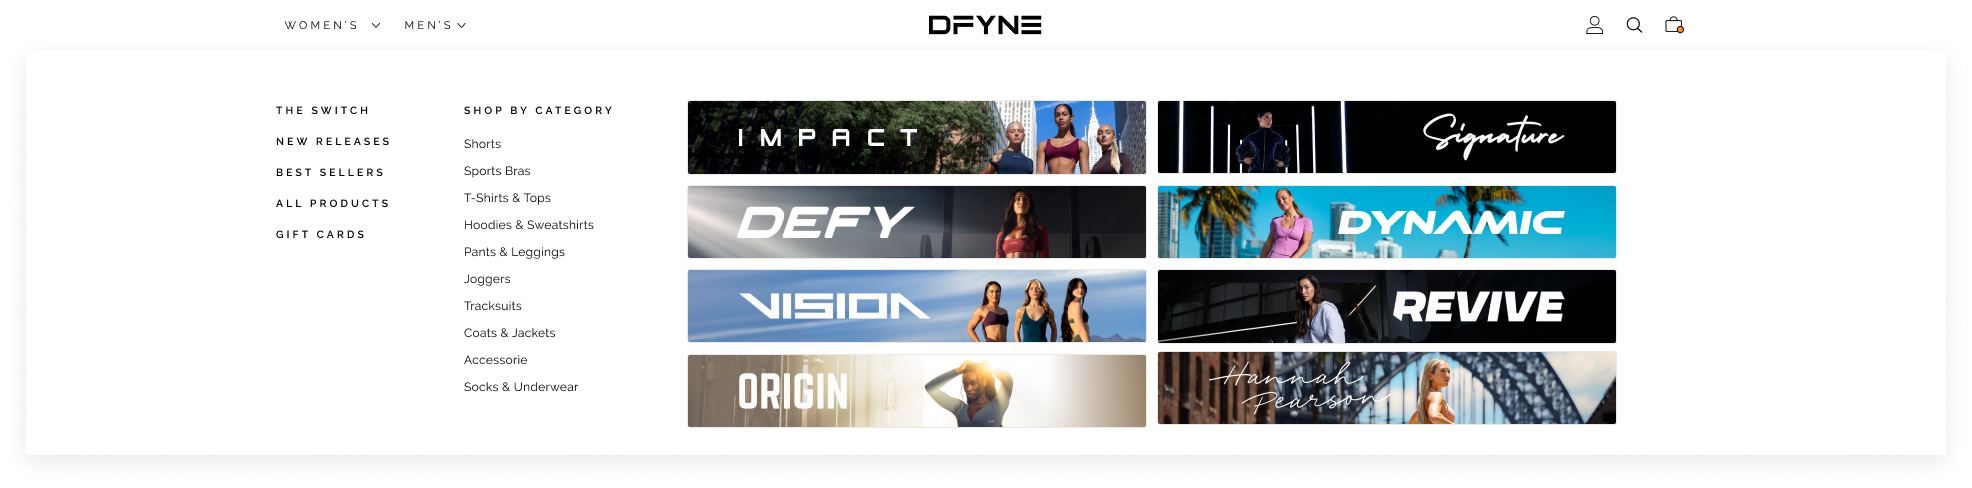 WOMEN'S
MEN'S
DFYNE
THE SWITCH
NEW RELEASES
BEST SELLERS
ALL PRODUCTS
GIFT CARDS
SHOP BY CATEGORY
Shorts
Sports Bras
T-Shirts & Tops
Hoodies & Sweatshirts
Pants & Leggings
Joggers
Tracksuits
Coats & Jackets
Accessorie
Socks & Underwear
IMPACT
Signature
DEFY
DYNAMIC
VISION
REVIVE
ORIGIN
Hannah
Pearson